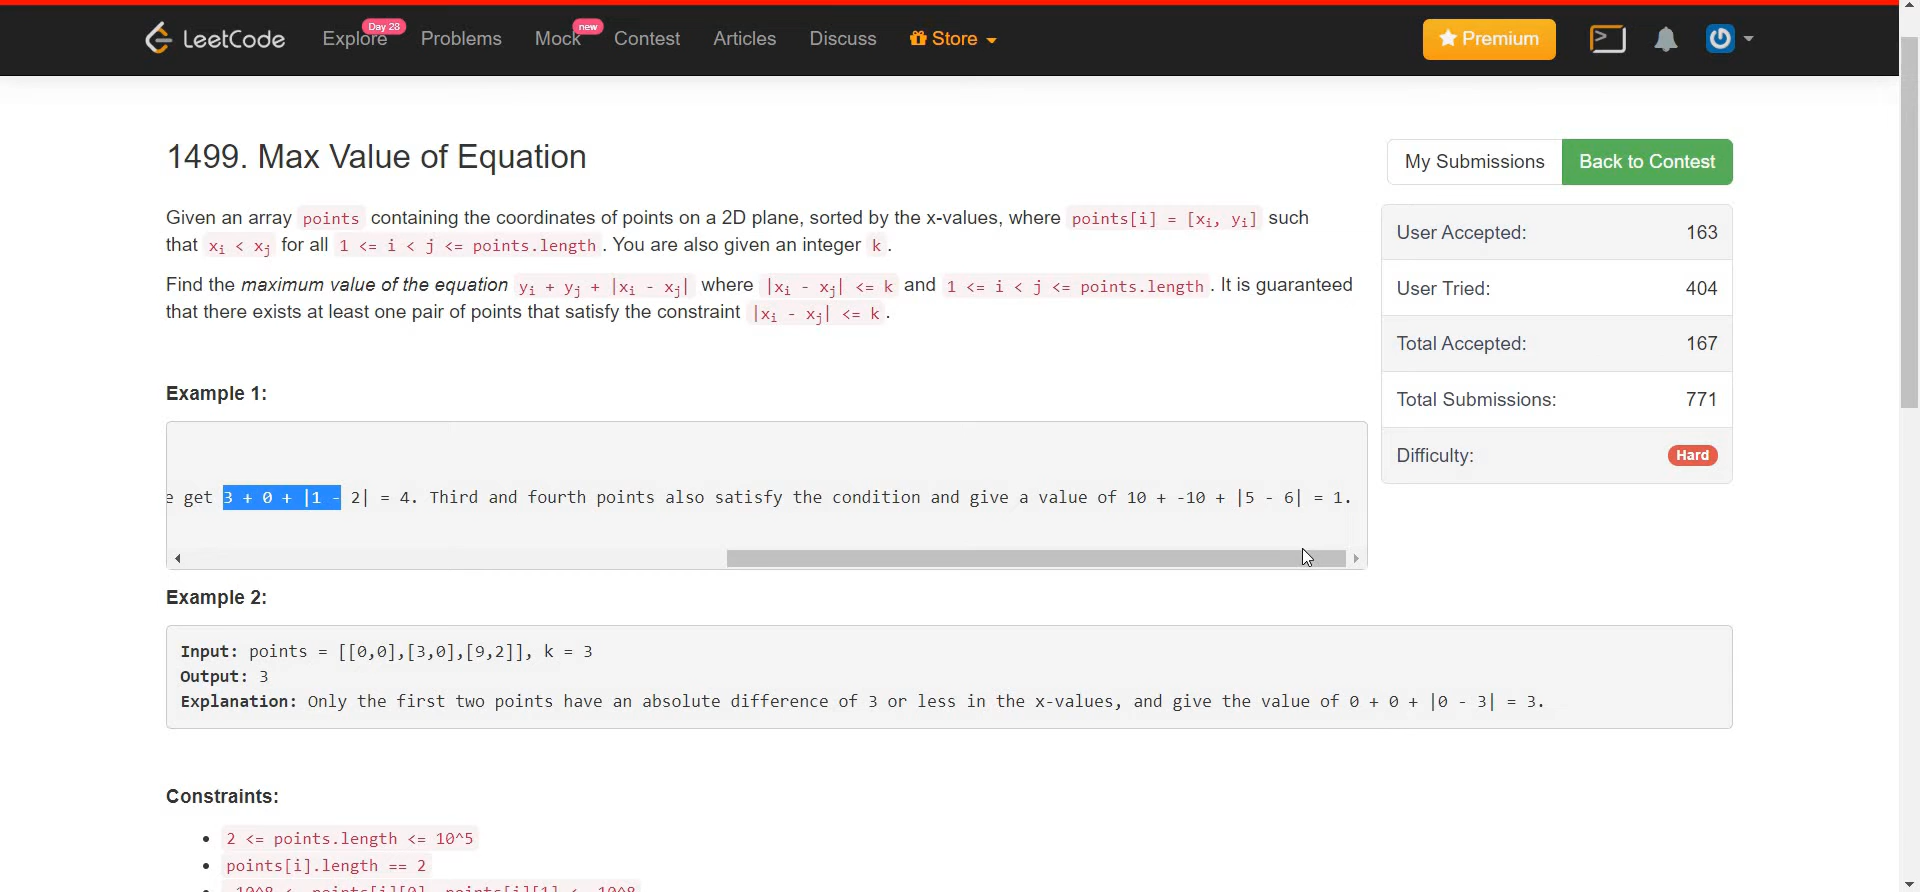 LeetCode Explore Day 28 Problems Mock new Contest Articles Discuss Store Premium
1499. Max Value of Equation
My Submissions Back to Contest
Given an array points containing the coordinates of points on a 2D plane, sorted by the x-values, where points[i] = [xi, yi] such
that xi < xj for all 1 <= i < j <= points.length. You are also given an integer k.
Find the maximum value of the equation yi + yj + |xi - xj| where |xi - xj| <= k and 1 <= i < j <= points.length. It is guaranteed
that there exists at least one pair of points that satisfy the constraint |xi - xj| <= k.
User Accepted: 163
User Tried: 404
Total Accepted: 167
Total Submissions: 771
Difficulty: Hard
Example 1:
e get 3 + 0 + |1 - 2| = 4. Third and fourth points also satisfy the condition and give a value of 10 + -10 + |5 - 6| = 1.
Example 2:
Input: points = [[0,0],[3,0],[9,2]], k = 3
Output: 3
Explanation: Only the first two points have an absolute difference of 3 or less in the x-values, and give the value of 0 + 0 + |0 - 3| = 3.
Constraints:
• 2 <= points.length <= 10^5
• points[i].length == 2
• -10^8 <= points[i][0], points[i][1] <= 10^8